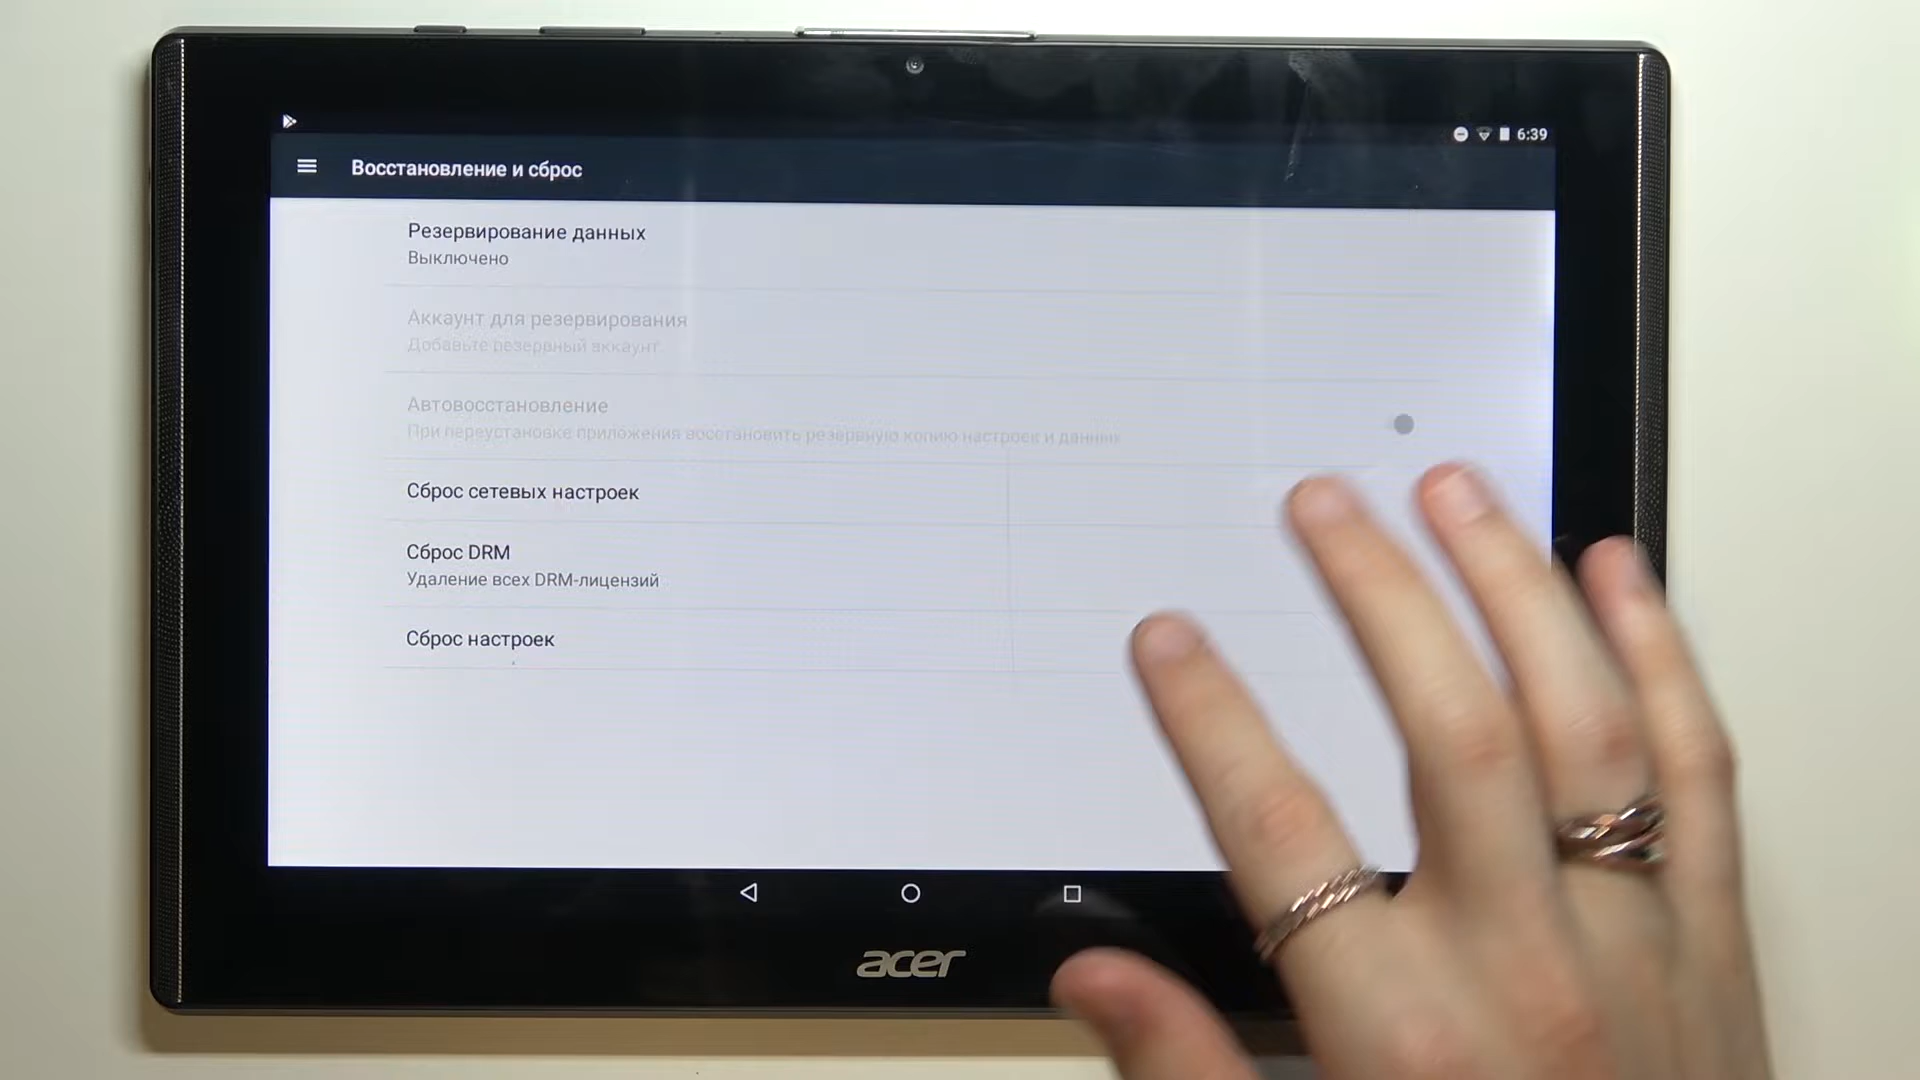 6:39
Восстановление и сброс
Резервирование данных
Выключено
Аккаунт для резервирования
Добавьте резервный аккаунт
Автовосстановление
При переустановке приложения восстановить резервную копию настроек и данных
Сброс сетевых настроек
Сброс DRM
Удаление всех DRM-лицензий
Сброс настроек
acer